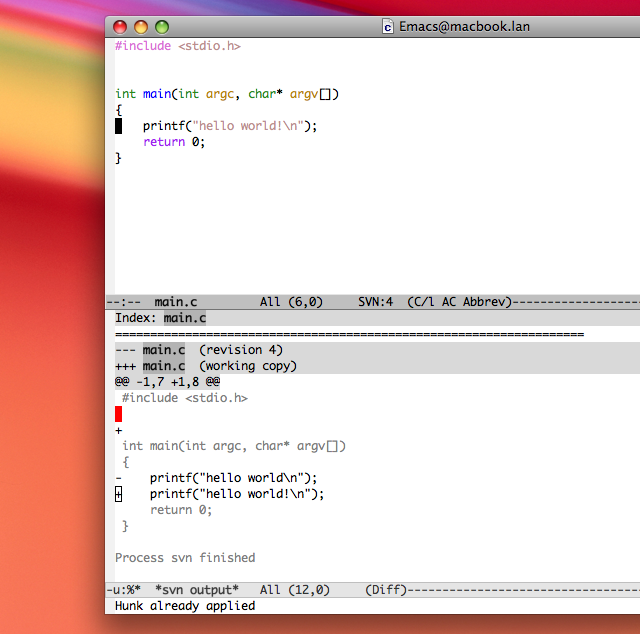 Emacs@macbook.lan
#include <stdio.h>
int main(int argc, char* argv[])
{
    printf("hello world!\n");
    return 0;
}
--:--  main.c         All (6,0)     SVN:4  (C/l AC Abbrev)------------------
Index: main.c
===================================================================
--- main.c  (revision 4)
+++ main.c  (working copy)
@@ -1,7 +1,8 @@
 #include <stdio.h>
+
 int main(int argc, char* argv[])
 {
-    printf("hello world\n");
+    printf("hello world!\n");
     return 0;
 }
Process svn finished
-u:%*  *svn output*   All (12,0)     (Diff)---------------------------------
Hunk already applied